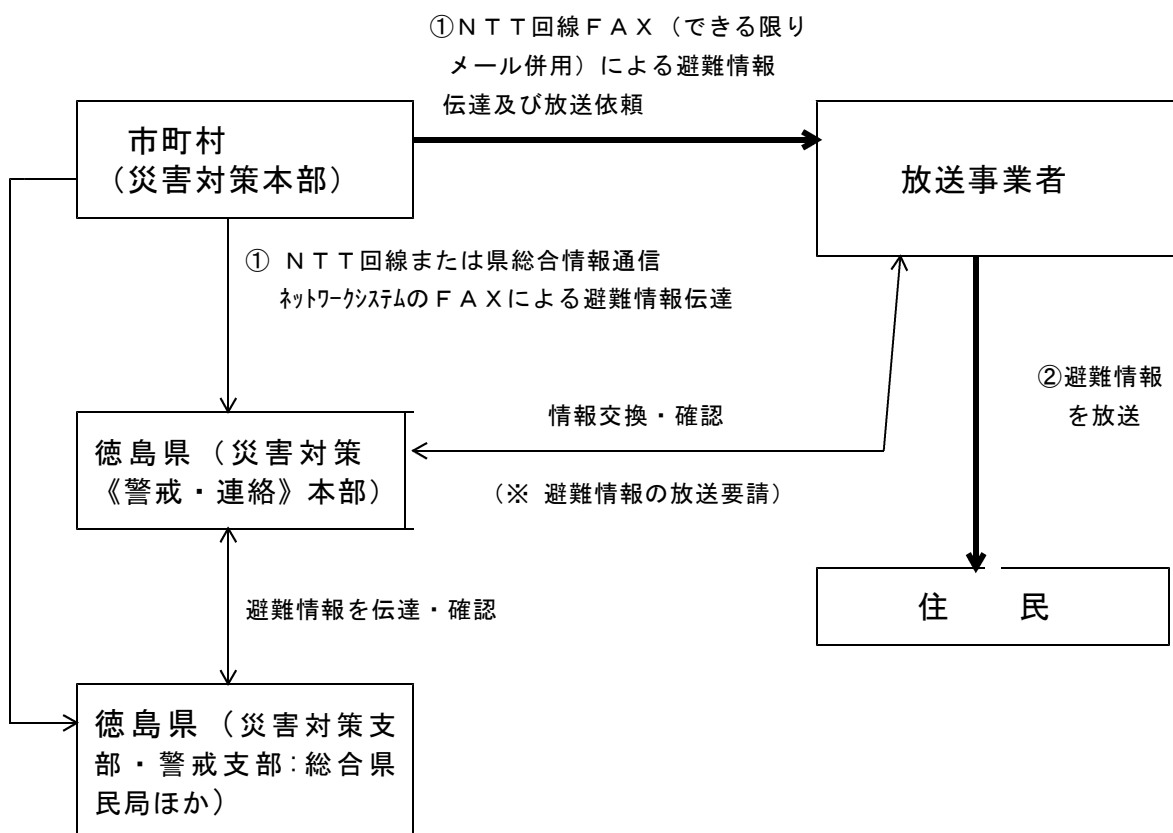 ①ＮＴＴ回線ＦＡＸ（できる限り
メール併用）による避難情報
伝達及び放送依頼
市町村
（災害対策本部）
放送事業者
① ＮＴＴ回線または県総合情報通信
ﾈｯﾄﾜｰｸｼｽﾃﾑのＦＡＸによる避難情報伝達
②避難情報
を放送
情報交換・確認
徳島県（災害対策
《警戒・連絡》本部）
（※ 避難情報の放送要請）
住　　民
避難情報を伝達・確認
徳島県（災害対策支
部・警戒支部：総合県
民局ほか）